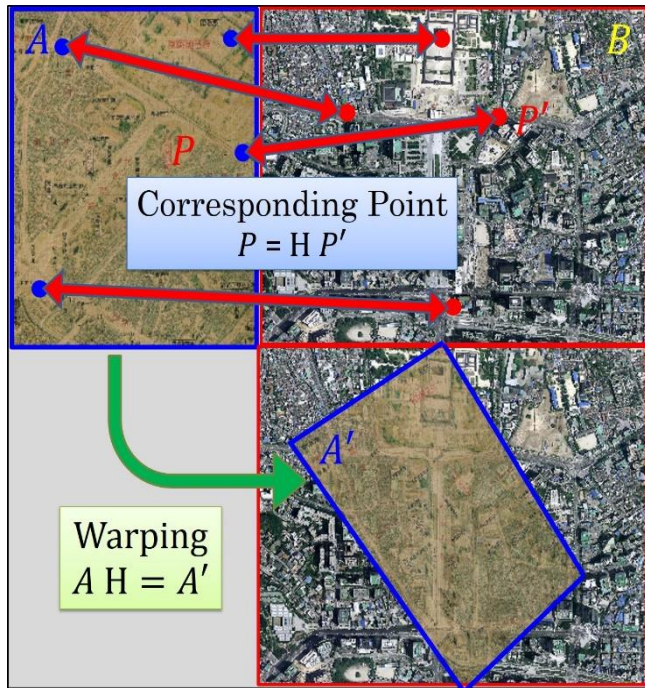 A
B
P
P′
Corresponding Point
P = H P′
A′
Warping
A H = A′